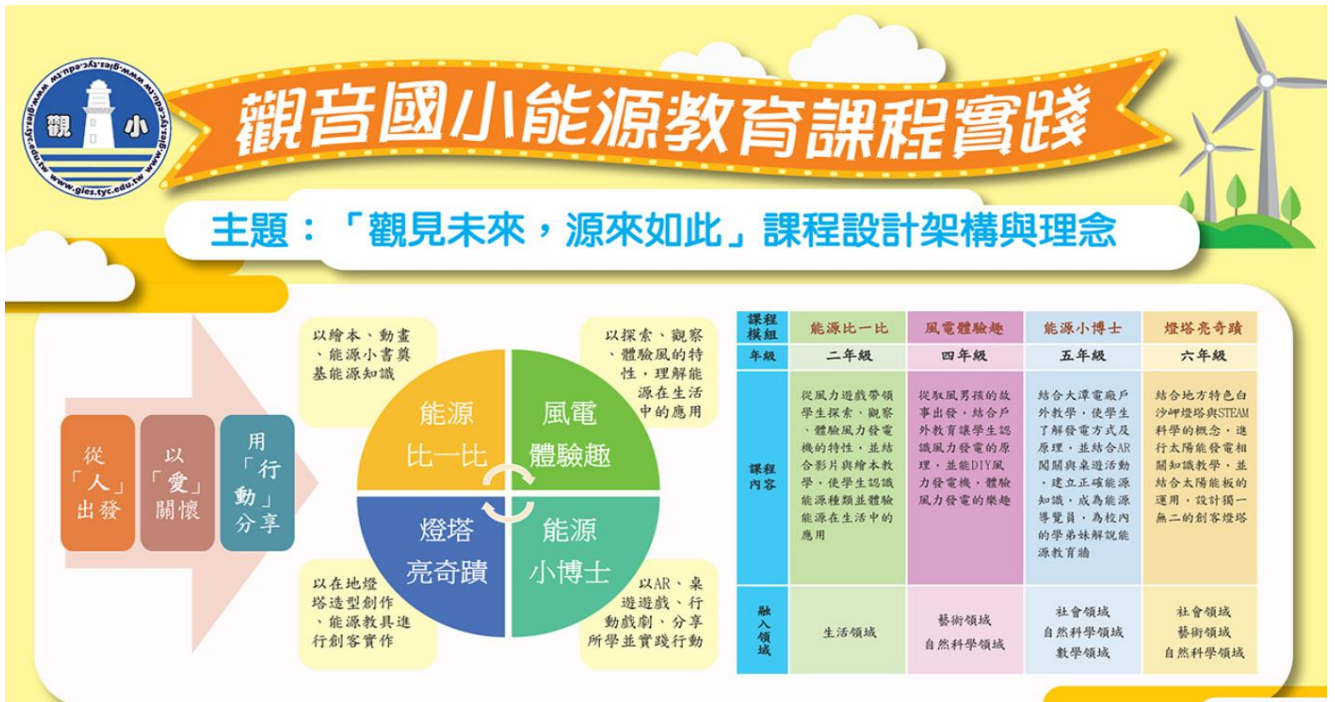 觀小
www.gies.tyc.edu.tw www.gies.tyc.edu.tw www.gies.tyc.edu.tw
觀音國小能源教育課程實踐
主題：「觀見未來，源來如此」課程設計架構與理念
從
「人」
出發
以
「愛」
關懷
用
「行
動」
分享
以繪本、動畫
、能源小書奠
基能源知識
以探索、觀察
、體驗風的特
性，理解能
源在生活
中的應用
能源
比一比
風電
體驗趣
燈塔
亮奇蹟
能源
小博士
以在地燈
塔造型創作
、能源教具進
行創客實作
以AR、桌
遊遊戲、行
動戲劇、分享
所學並實踐行動
課程
模組
能源比一比
風電體驗趣
能源小博士
燈塔亮奇蹟
年級
二年級
四年級
五年級
六年級
課程
內容
從風力遊戲帶領
學生探索、觀察
、體驗風力發電
機的特性，並結
合影片與繪本教
學，使學生認識
能源種類並體驗
能源在生活中的
應用
從馭風男孩的故
事出發，結合戶
外教育讓學生認
識風力發電的原
理，並能DIY風
力發電機，體驗
風力發電的樂趣
結合大潭電廠戶
外教學，使學生
了解發電方式及
原理，並結合AR
闖關與桌遊活動
，建立正確能源
知識，成為能源
導覽員，為校內
的學弟妹解說能
源教育牆
結合地方特色白
沙岬燈塔與STEAM
科學的概念，進
行太陽能發電相
關知識教學，並
結合太陽能板的
運用，設計獨一
無二的創客燈塔
融
入
領
域
生活領域
藝術領域
自然科學領域
社會領域
自然科學領域
數學領域
社會領域
藝術領域
自然科學領域